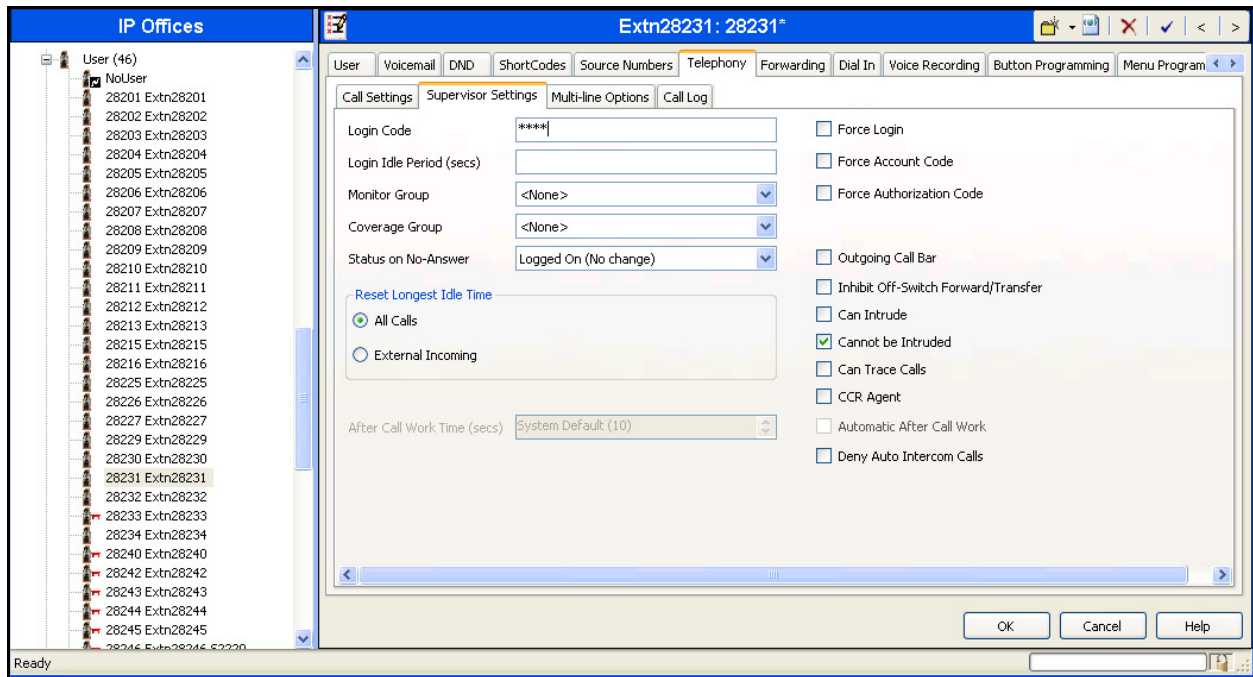 IP Offices
User (46)
NoUser
28201 Extn28201
28202 Extn28202
28203 Extn28203
28204 Extn28204
28205 Extn28205
28206 Extn28206
28207 Extn28207
28208 Extn28208
28209 Extn28209
28210 Extn28210
28211 Extn28211
28212 Extn28212
28213 Extn28213
28215 Extn28215
28216 Extn28216
28225 Extn28225
28226 Extn28226
28227 Extn28227
28229 Extn28229
28230 Extn28230
28231 Extn28231
28232 Extn28232
28233 Extn28233
28234 Extn28234
28240 Extn28240
28242 Extn28242
28243 Extn28243
28244 Extn28244
28245 Extn28245
28246 Extn28246 S2220
Extn28231: 28231*
User Voicemail DND ShortCodes Source Numbers Telephony Forwarding Dial In Voice Recording Button Programming Menu Program
Call Settings Supervisor Settings Multi-line Options Call Log
Login Code ****
Login Idle Period (secs)
Monitor Group <None>
Coverage Group <None>
Status on No-Answer Logged On (No change)
Reset Longest Idle Time
All Calls
External Incoming
After Call Work Time (secs) System Default (10)
Force Login
Force Account Code
Force Authorization Code
Outgoing Call Bar
Inhibit Off-Switch Forward/Transfer
Can Intrude
Cannot be Intruded
Can Trace Calls
CCR Agent
Automatic After Call Work
Deny Auto Intercom Calls
OK Cancel Help
Ready